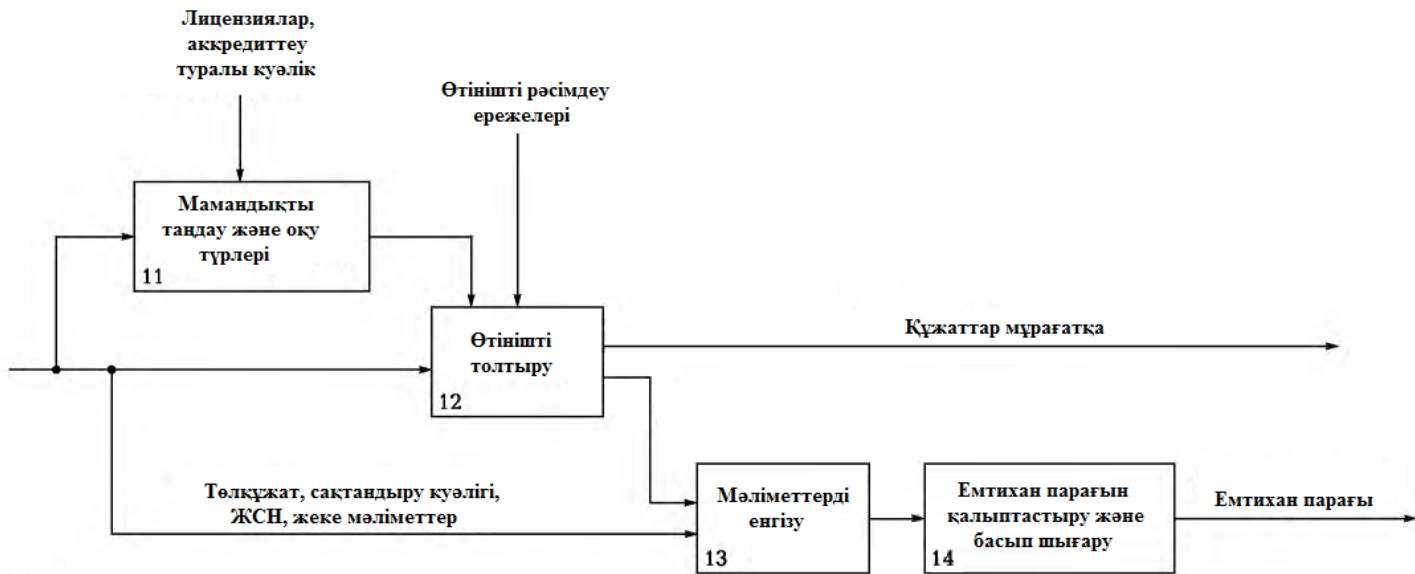 Лицензиялар,
аккредиттеу
туралы куәлік
Өтінішті рәсімдеу
ережелері
Мамандықты
таңдау және оқу
түрлері
11
Өтінішті
толтыру
12
Құжаттар мұрағатқа
Төлқұжат, сақтандыру куәлігі,
ЖСН, жеке мәліметтер
Мәліметтерді
енгізу
13
Емтихан парағын
қалыптастыру және
басып шығару
14
Емтихан парағы